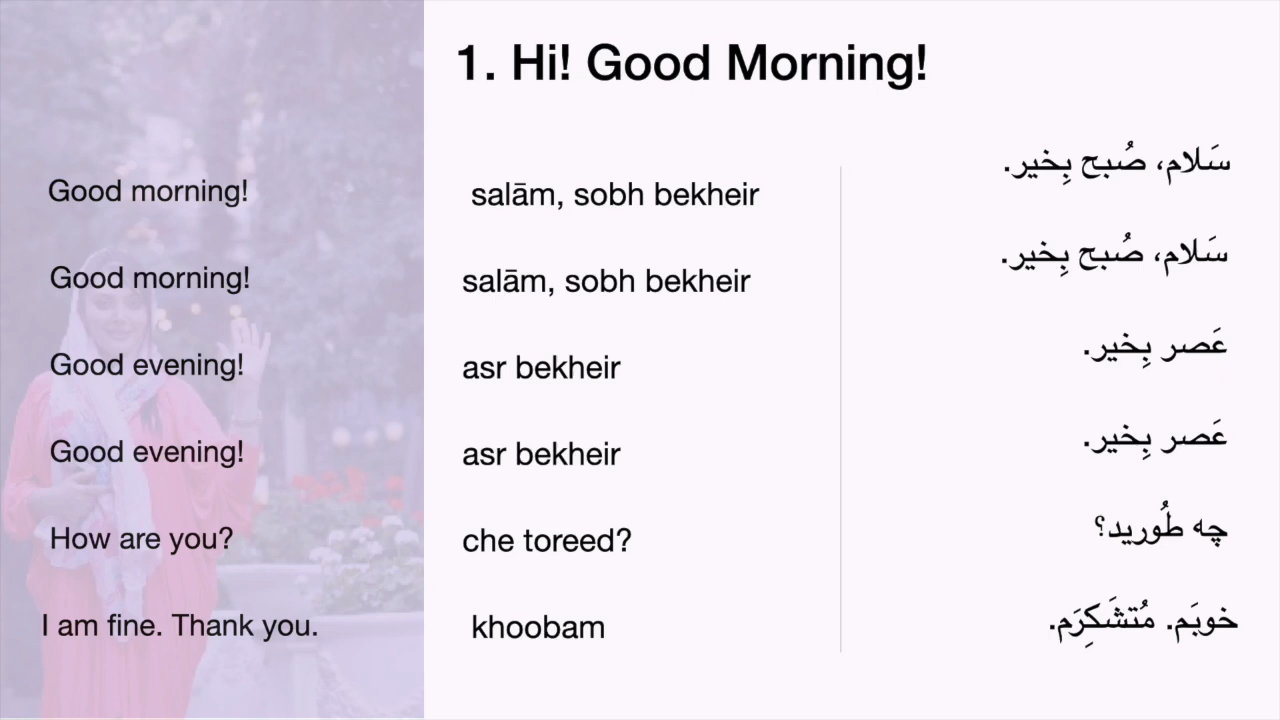 1. Hi! Good Morning!
Good morning!
salām, sobh bekheir
سَلام، صُبح بِخیر.
Good morning!
salām, sobh bekheir
سَلام، صُبح بِخیر.
Good evening!
asr bekheir
عَصر بِخیر.
Good evening!
asr bekheir
عَصر بِخیر.
How are you?
che toreed?
چه طُورید؟
I am fine. Thank you.
khoobam
خوبَم. مُتشَکِرَم.